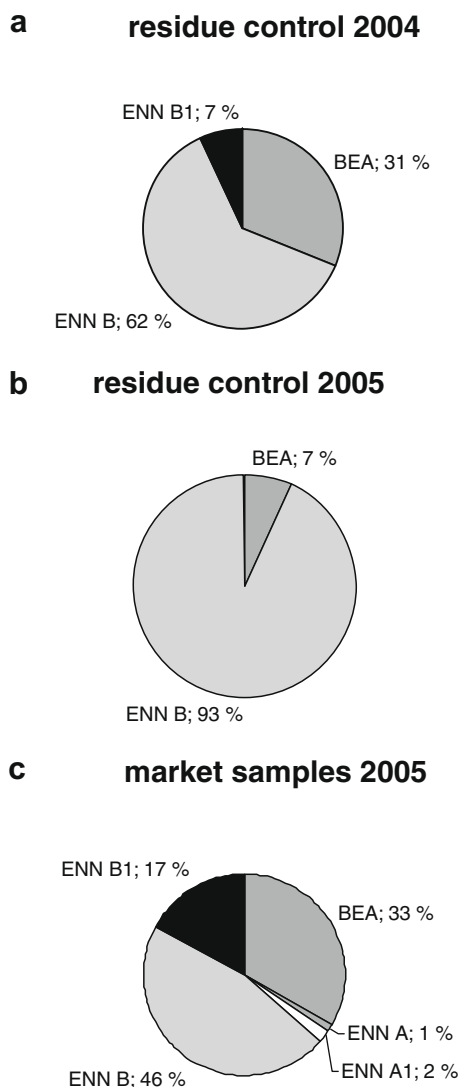 a residue control 2004
ENN B1; 7 %
BEA; 31 %
ENN B; 62 %
b residue control 2005
BEA; 7 %
ENN B; 93 %
c market samples 2005
ENN B1; 17 %
BEA; 33 %
ENN A; 1 %
ENN A1; 2 %
ENN B; 46 %